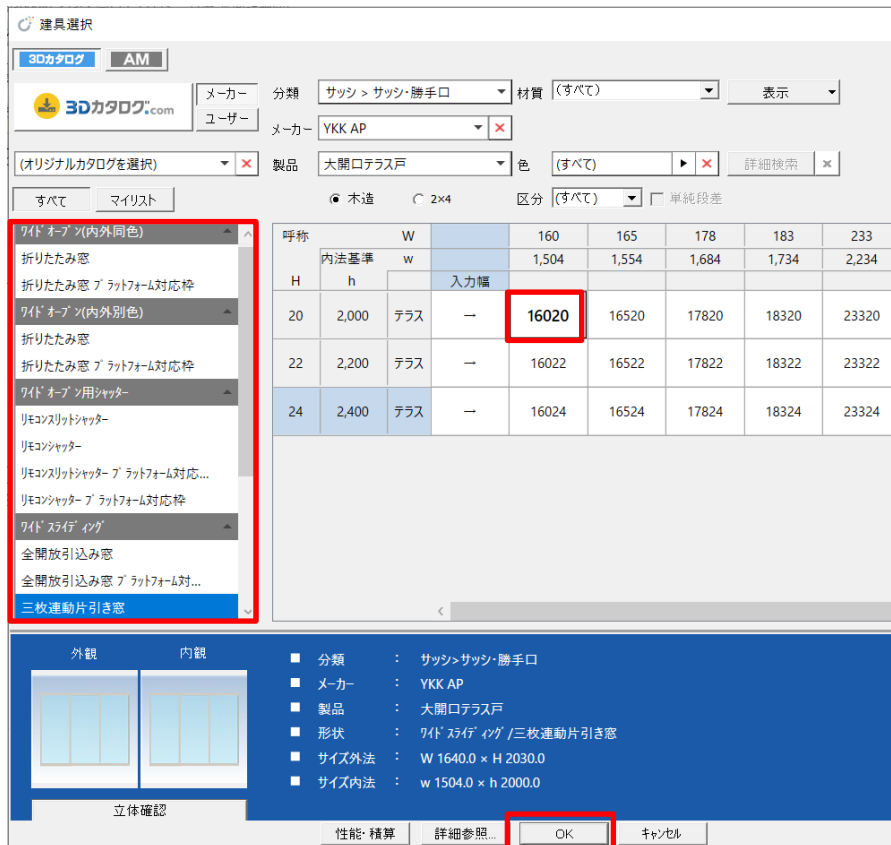 建具選択
3Dカタログ AM
3Dカタログ.com
メーカー
ユーザー
分類 サッシ > サッシ・勝手口 材質 (すべて) 表示
メーカー YKK AP
(オリジナルカタログを選択) 製品 大開口テラス戸 色 (すべて) 詳細検索
すべて マイリスト 木造 2×4 区分 (すべて) 単純段差
ワイドオープン(内外同色)
折りたたみ窓
折りたたみ窓 プラットフォーム対応枠
ワイドオープン(内外別色)
折りたたみ窓
折りたたみ窓 プラットフォーム対応枠
ワイドオープン用シャッター
リモコンスリットシャッター
リモコンシャッター
リモコンスリットシャッター プラットフォーム対応...
リモコンシャッター プラットフォーム対応枠
ワイドスライディング
全開放引込み窓
全開放引込み窓 プラットフォーム対...
三枚連動片引き窓
呼称 W 160 165 178 183 233
内法基準 w 1,504 1,554 1,684 1,734 2,234
H h 入力幅
20 2,000 テラス → 16020 16520 17820 18320 23320
22 2,200 テラス → 16022 16522 17822 18322 23322
24 2,400 テラス → 16024 16524 17824 18324 23324
外観 内観
立体確認
■ 分類 : サッシ>サッシ・勝手口
■ メーカー : YKK AP
■ 製品 : 大開口テラス戸
■ 形状 : ワイドスライディング/三枚連動片引き窓
■ サイズ外法 : W 1640.0 × H 2030.0
■ サイズ内法 : w 1504.0 × h 2000.0
性能・積算 詳細参照... OK キャンセル